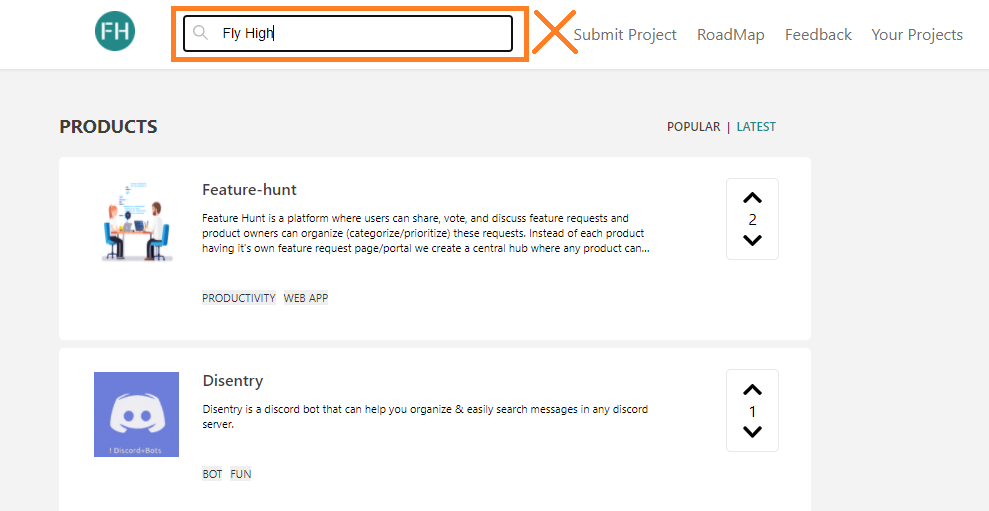 FH
Fly High
Submit Project RoadMap Feedback Your Projects
PRODUCTS
POPULAR | LATEST
Feature-hunt
Feature Hunt is a platform where users can share, vote, and discuss feature requests and
product owners can organize (categorize/prioritize) these requests. Instead of each product
having it's own feature request page/portal we create a central hub where any product can...
2
PRODUCTIVITY WEB APP
Disentry
Disentry is a discord bot that can help you organize & easily search messages in any discord
server.
1
! Discord+Bots
BOT FUN